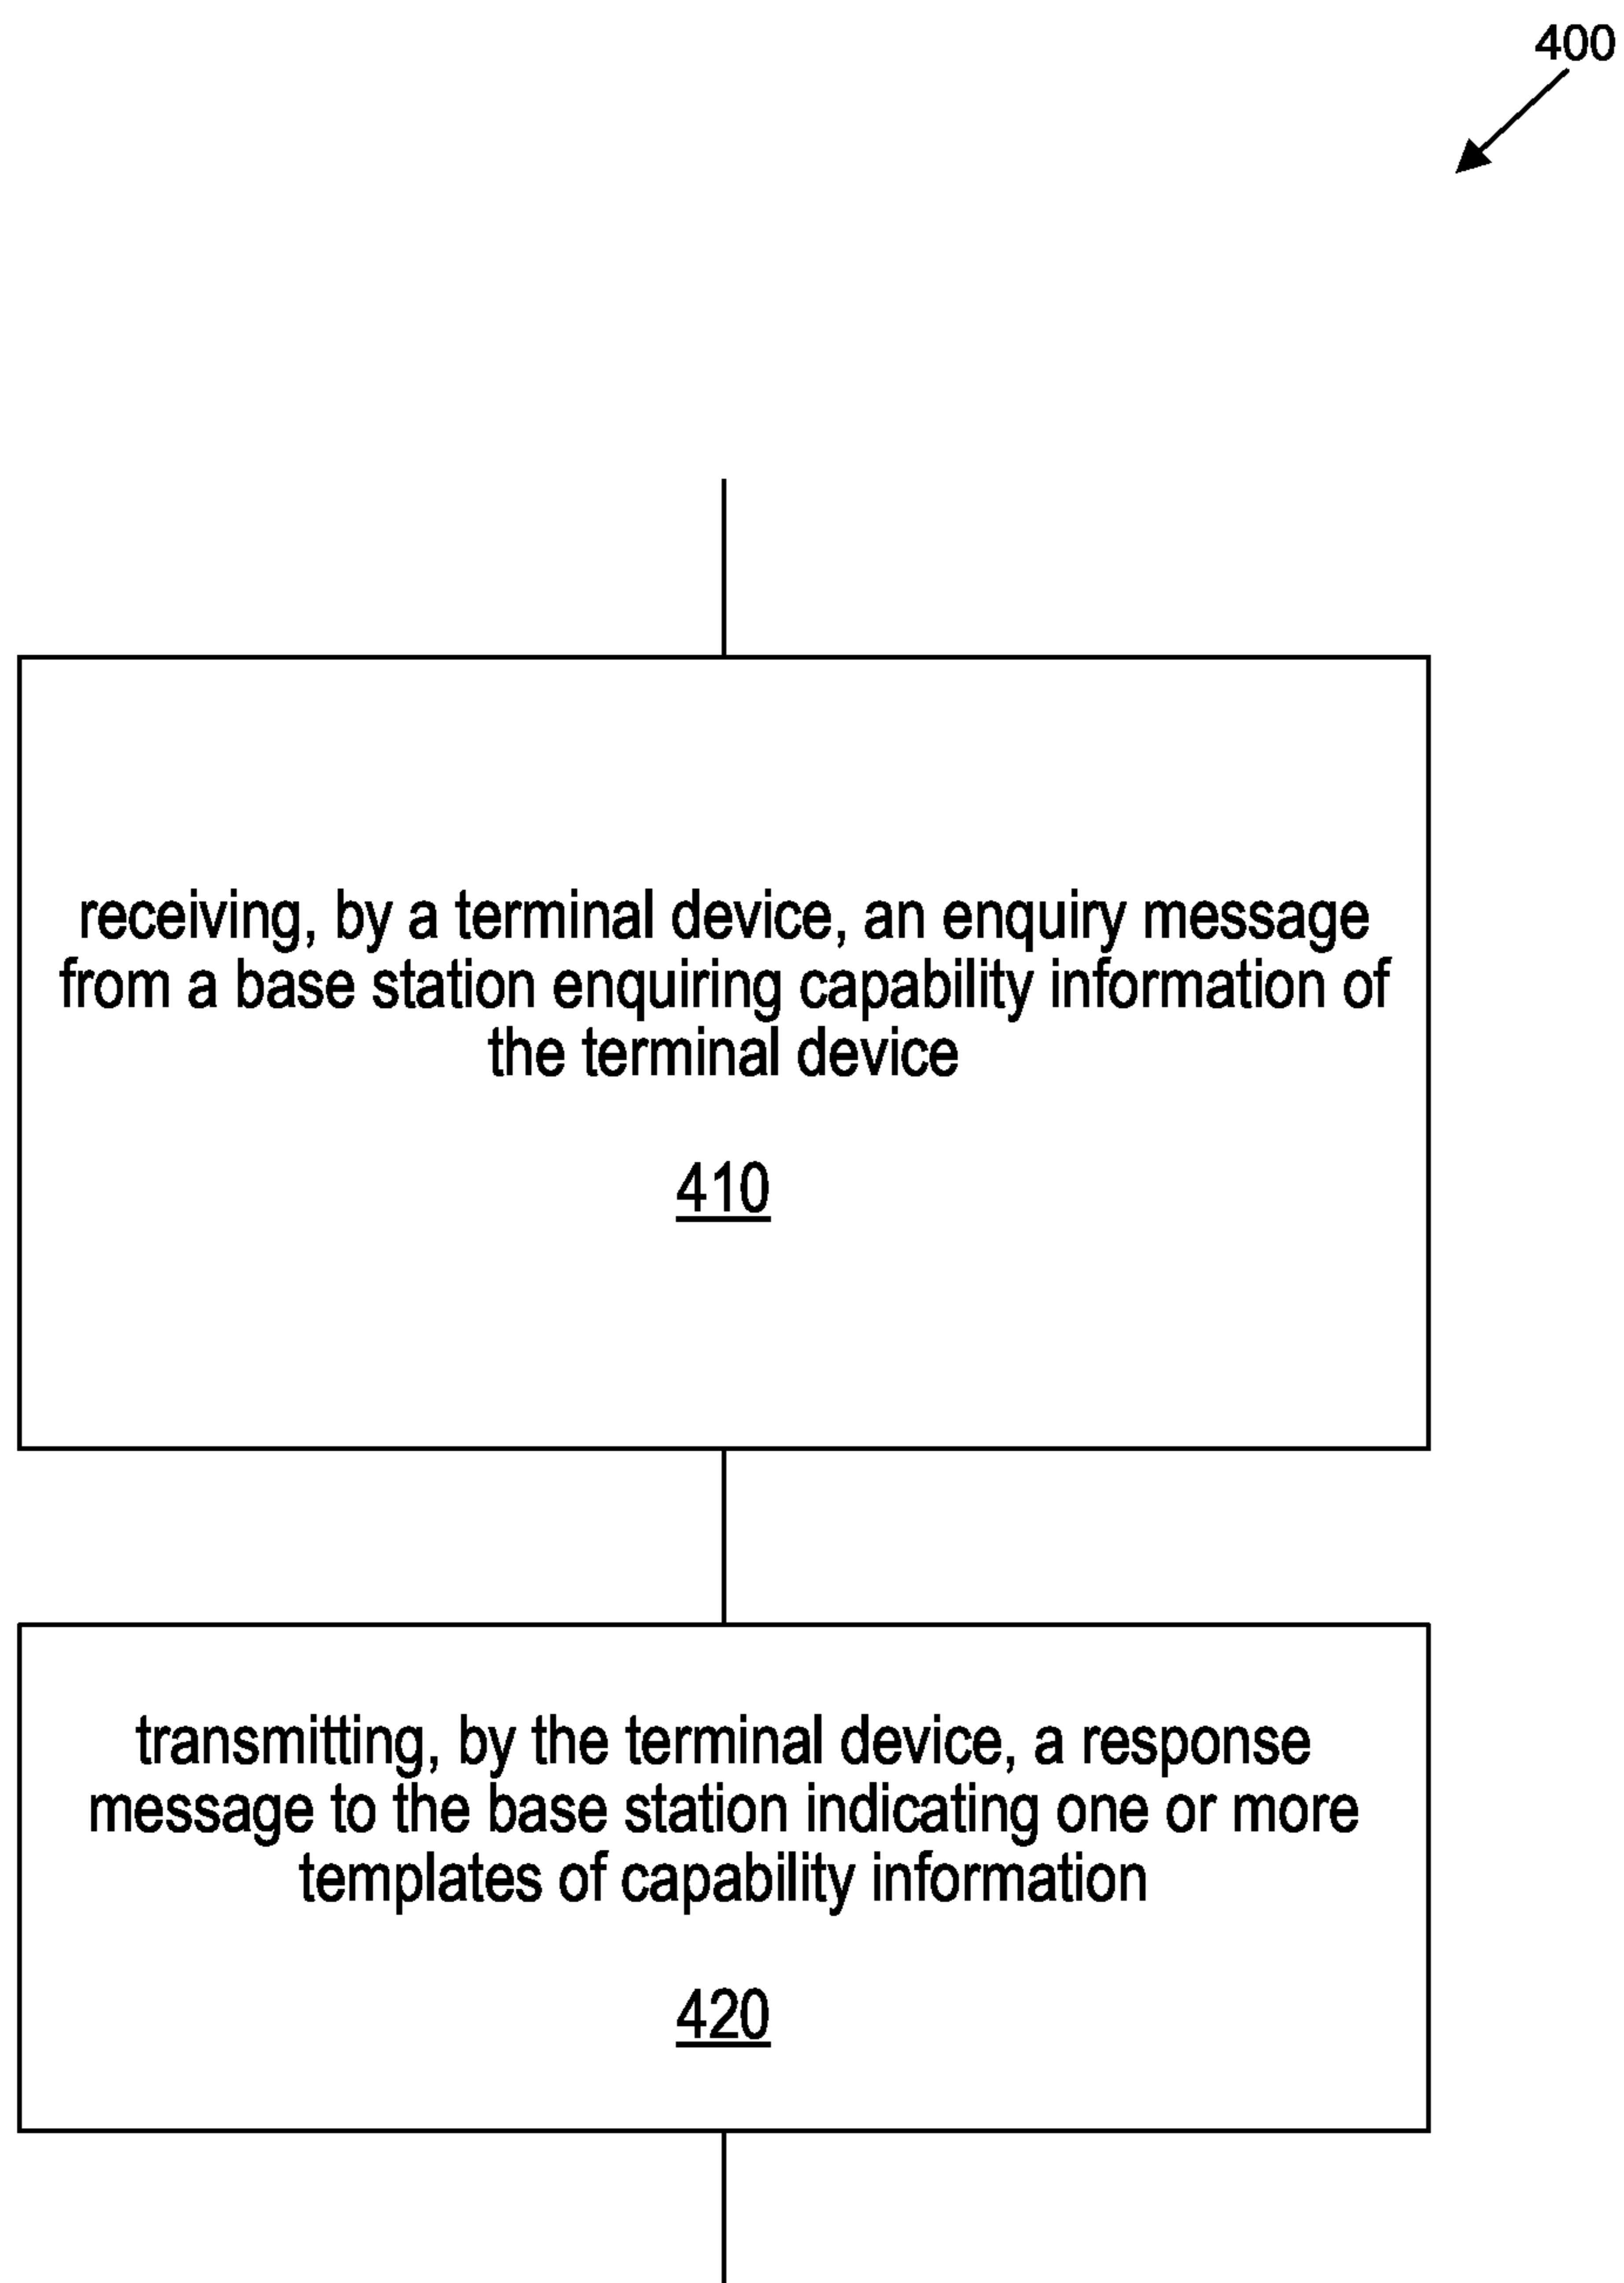 400
receiving, by a terminal device, an enquiry message
from a base station enquiring capability information of
the terminal device
410
transmitting, by the terminal device, a response
message to the base station indicating one or more
templates of capability information
420